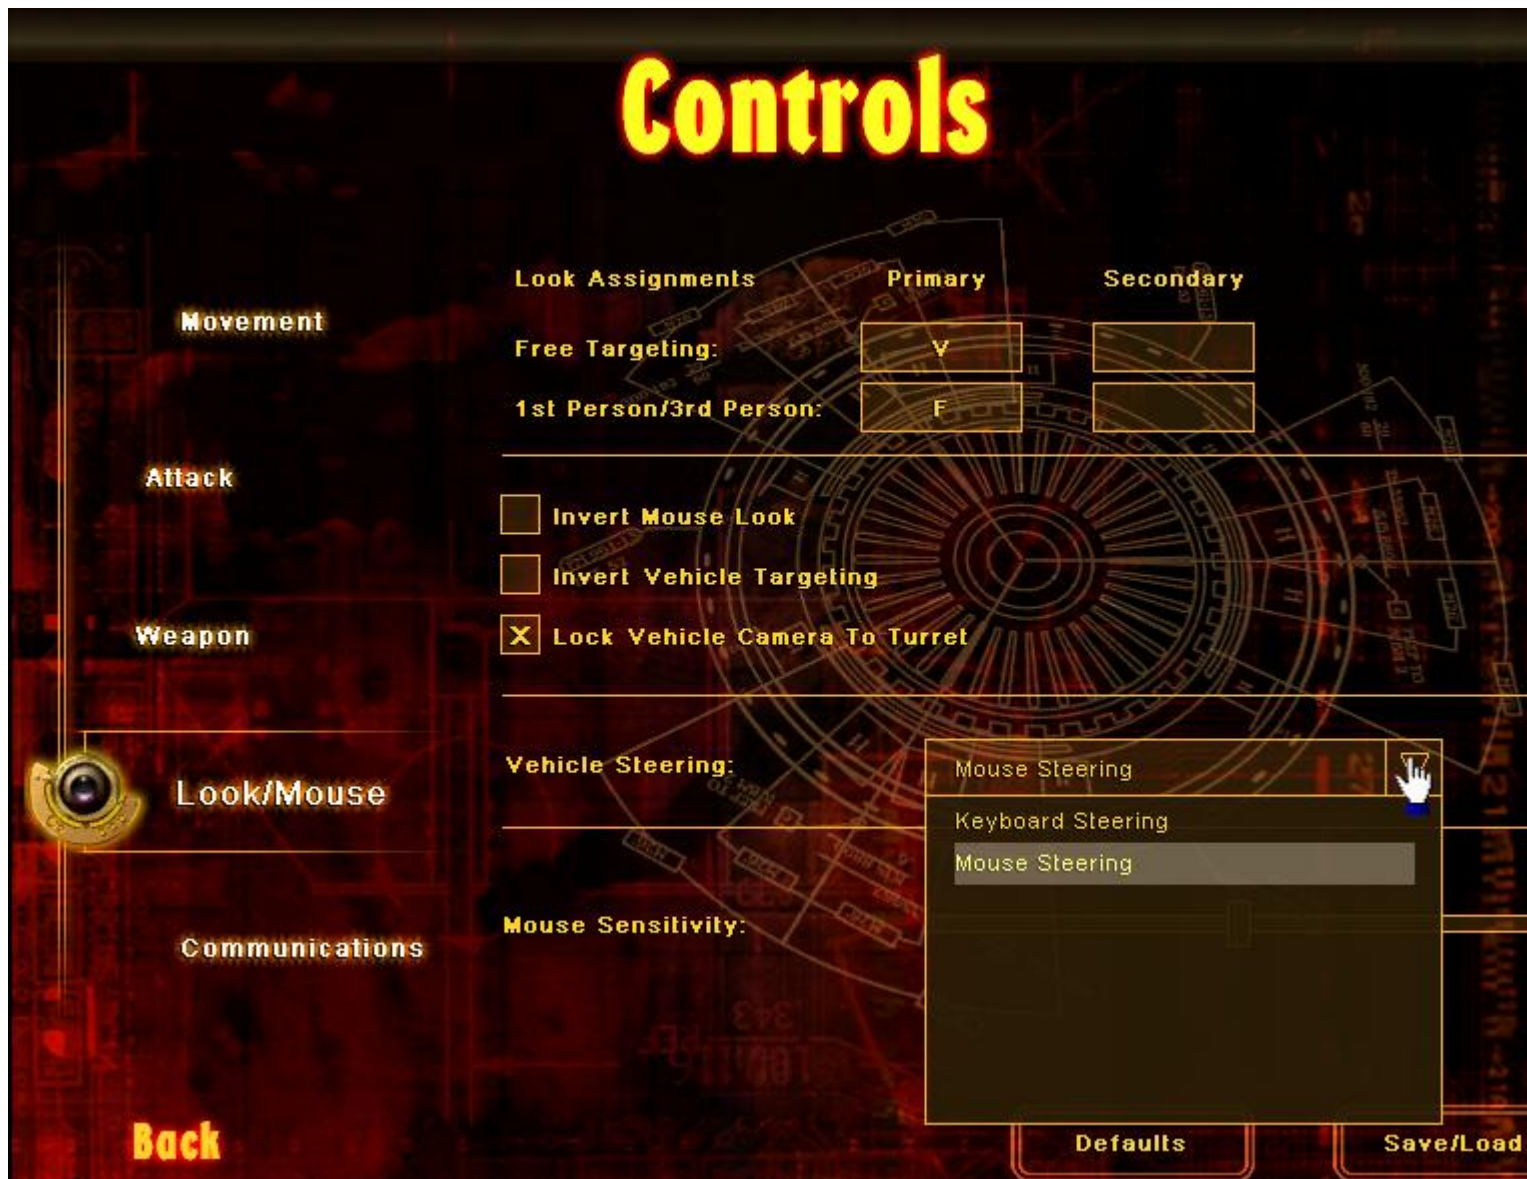 Controls
Look Assignments Primary Secondary
Movement
Free Targeting: V
1st Person/3rd Person: F
Attack
Invert Mouse Look
Invert Vehicle Targeting
Weapon
X Lock Vehicle Camera To Turret
Vehicle Steering: Mouse Steering
Look/Mouse
Keyboard Steering
Mouse Steering
Mouse Sensitivity:
Communications
Back
Defaults
Save/Load